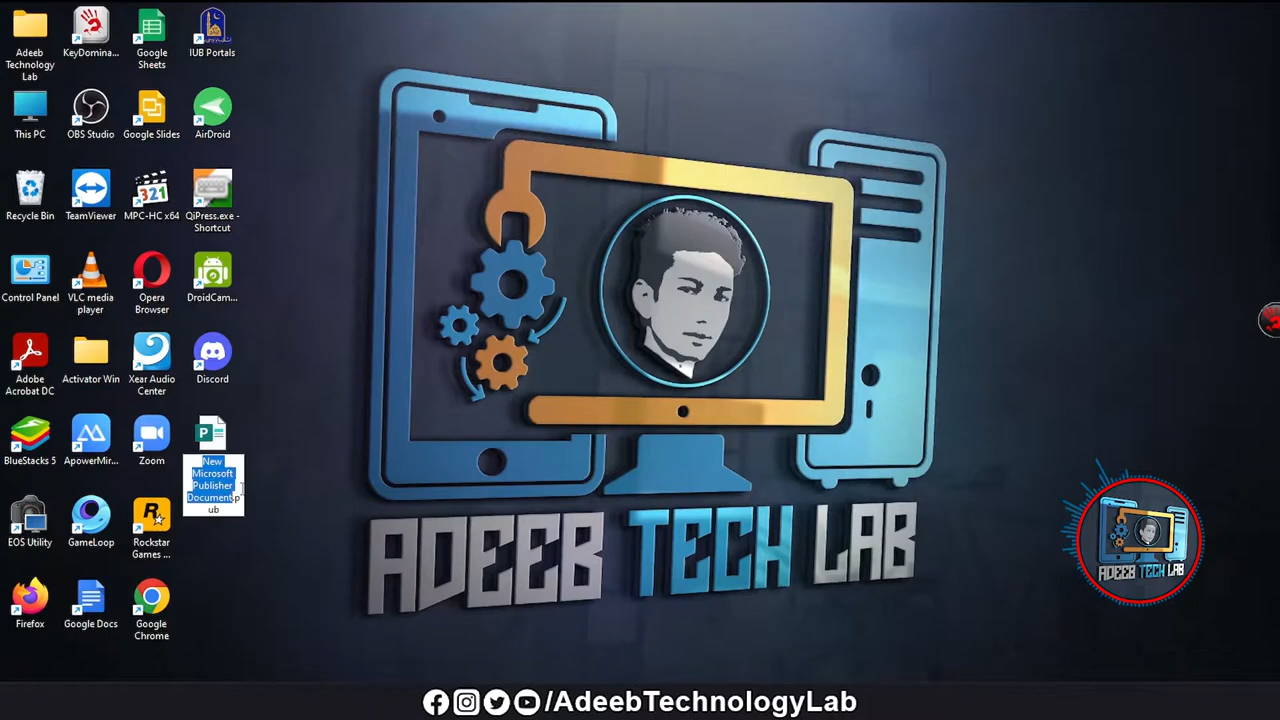 Adeeb
Technology
Lab
KeyDomina...
Google
Sheets
IUB Portals
This PC
OBS Studio
Google Slides
AirDroid
Recycle Bin
TeamViewer
321
MPC-HC x64
QiPress.exe -
Shortcut
Control Panel
VLC media
player
Opera
Browser
DroidCam...
Adobe
Acrobat DC
Activator Win
Xear Audio
Center
Discord
BlueStacks 5
ApowerMir...
Zoom
P
New
Microsoft
Publisher
Document.p
ub
EOS Utility
GameLoop
R
Rockstar
Games ...
Firefox
Google Docs
Google
Chrome
ADEEB TECH LAB
ADEEB TECH LAB
/AdeebTechnologyLab